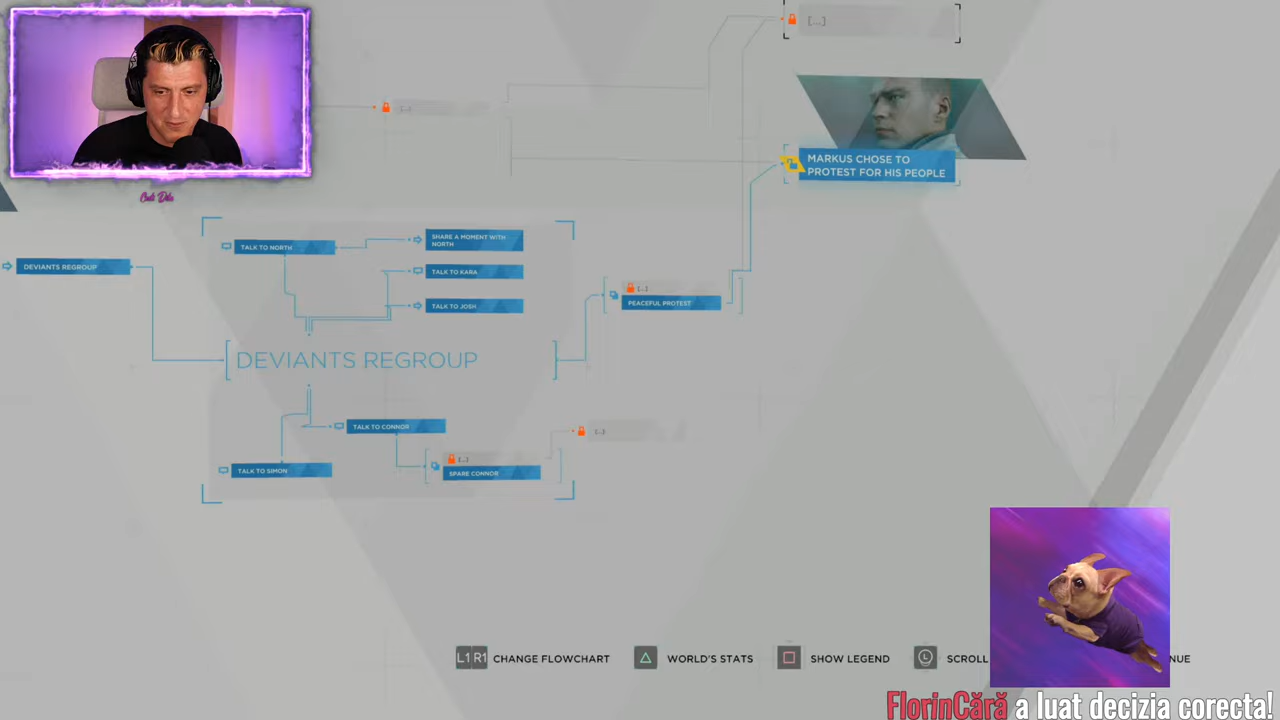 [...]
[...]
MARKUS CHOSE TO
PROTEST FOR HIS PEOPLE
TALK TO NORTH
SHARE A MOMENT WITH
NORTH
DEVIANTS REGROUP
TALK TO KARA
[...]
PEACEFUL PROTEST
TALK TO JOSH
DEVIANTS REGROUP
TALK TO CONNOR
[...]
[...]
SPARE CONNOR
TALK TO SIMON
L1 R1 CHANGE FLOWCHART
WORLD'S STATS
SHOW LEGEND
L SCROLL
NUE
FlorinCără a luat decizia corecta!